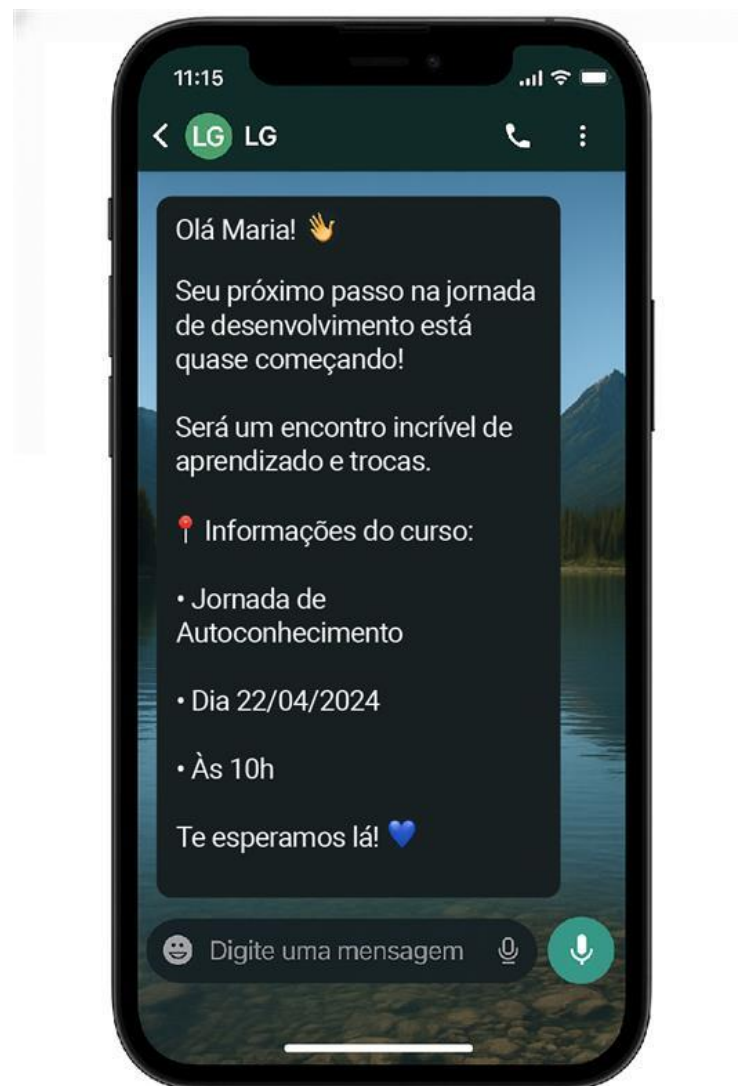 11:15
LG LG
Olá Maria! 👋
Seu próximo passo na jornada
de desenvolvimento está
quase começando!
Será um encontro incrível de
aprendizado e trocas.
📍 Informações do curso:
• Jornada de
Autoconhecimento
• Dia 22/04/2024
• Às 10h
Te esperamos lá! 💙
Digite uma mensagem